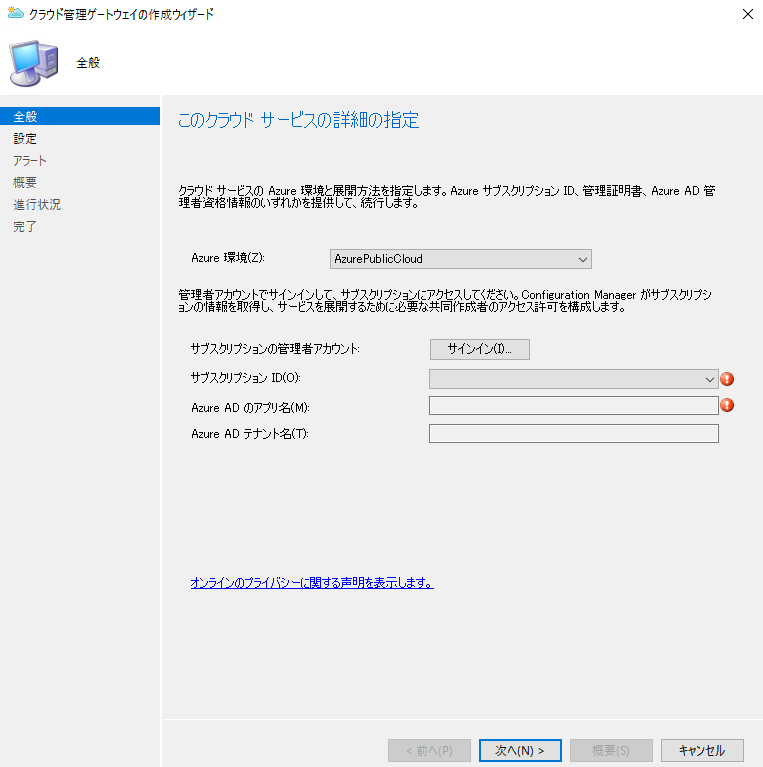 クラウド管理ゲートウェイの作成ウィザード
全般
全般
設定
アラート
概要
進行状況
完了
このクラウド サービスの詳細の指定
クラウド サービスの Azure 環境と展開方法を指定します。Azure サブスクリプション ID、管理証明書、Azure AD 管
理者資格情報のいずれかを提供して、続行します。
Azure 環境(Z):
AzurePublicCloud
管理者アカウントでサインインして、サブスクリプションにアクセスしてください。Configuration Manager がサブスクリプシ
ョンの情報を取得し、サービスを展開するために必要な共同作成者のアクセス許可を構成します。
サブスクリプションの管理者アカウント:
サインイン(I)...
サブスクリプション ID(O):
Azure AD のアプリ名(M):
Azure AD テナント名(T):
オンラインのプライバシーに関する声明を表示します。
< 前へ(P)
次へ(N) >
概要(S)
キャンセル